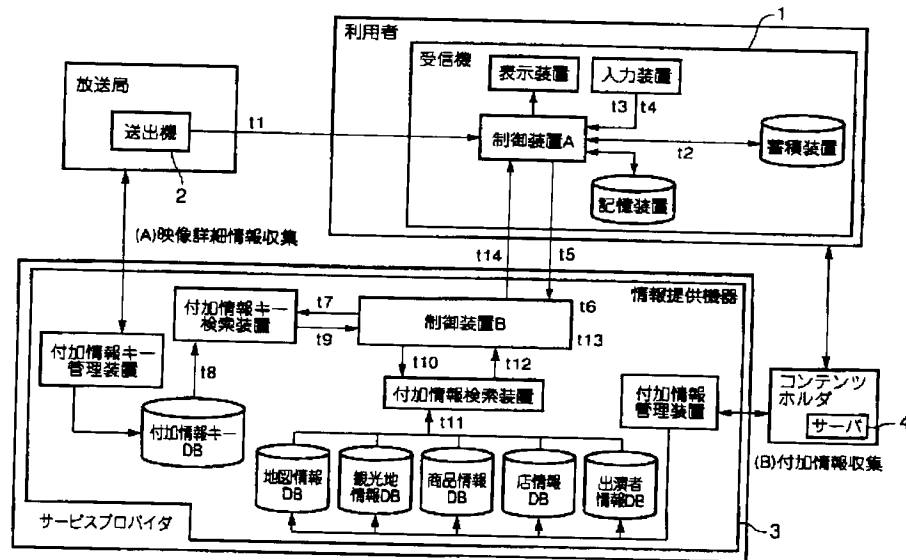 1
利用者
受信機
表示装置
入力装置
t3
t4
制御装置A
t2
蓄積装置
記憶装置
放送局
送出機
t1
2
(A)映像詳細情報収集
t14
t5
情報提供機器
付加情報キー
検索装置
t7
t9
制御装置B
t6
t13
付加情報キー
管理装置
t8
t10
t12
付加情報検索装置
付加情報
管理装置
コンテンツ
ホルダ
サーバ
4
付加情報キー
DB
t11
地図情報
DB
観光地
情報DB
商品情報
DB
店情報
DB
出演者
情報DB
(B)付加情報収集
サービスプロバイダ
3